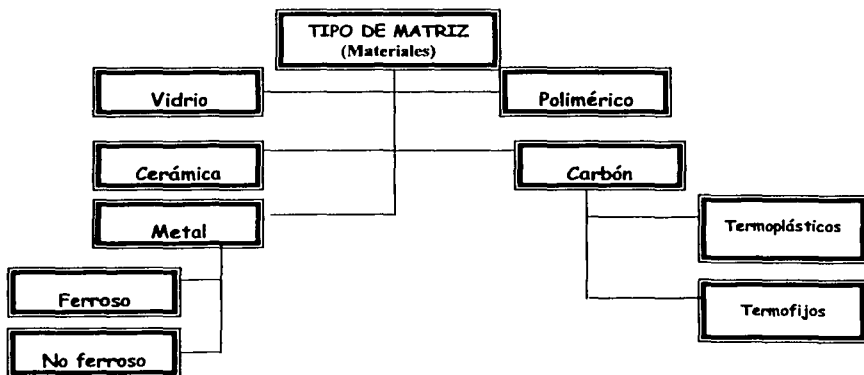 TIPO DE MATRIZ
(Materiales)
Vidrio
Polimérico
Cerámica
Carbón
Metal
Termoplásticos
Ferroso
Termofijos
No ferroso